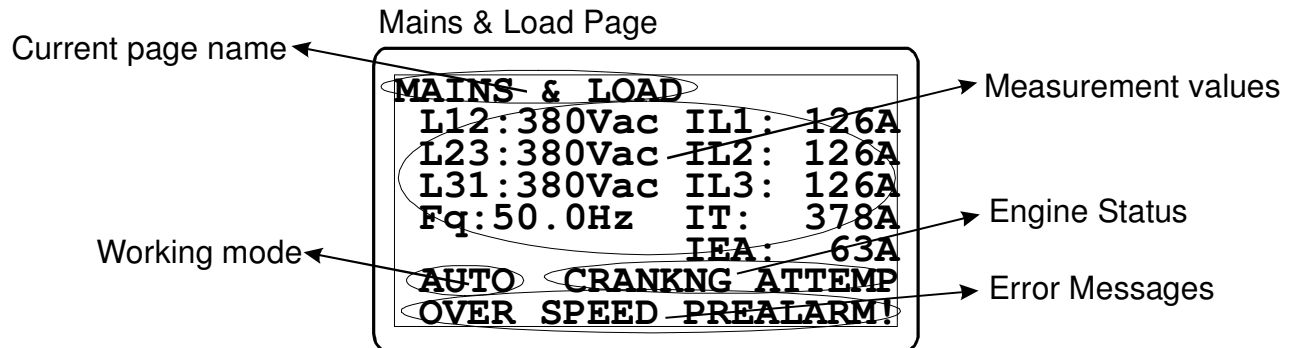 Mains & Load Page
Current page name
MAINS & LOAD
Measurement values
L12:380Vac IL1: 126A
L23:380Vac IL2: 126A
L31:380Vac IL3: 126A
Fq:50.0Hz IT: 378A
Engine Status
IEA: 63A
Working mode
AUTO CRANKNG ATTEMP
Error Messages
OVER SPEED PREALARM!